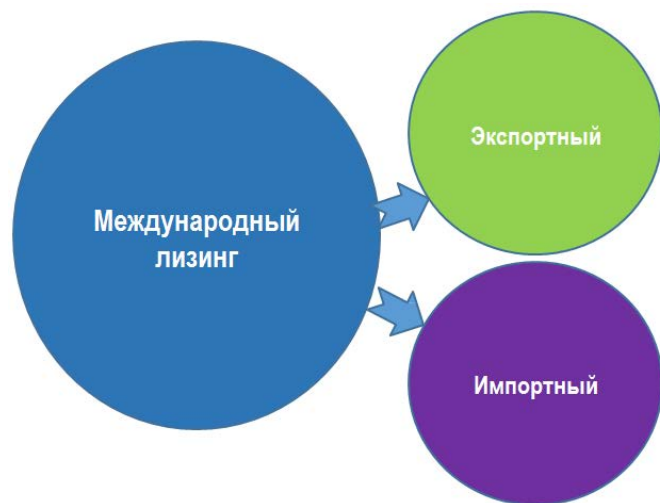 Международный
лизинг
Экспортный
Импортный